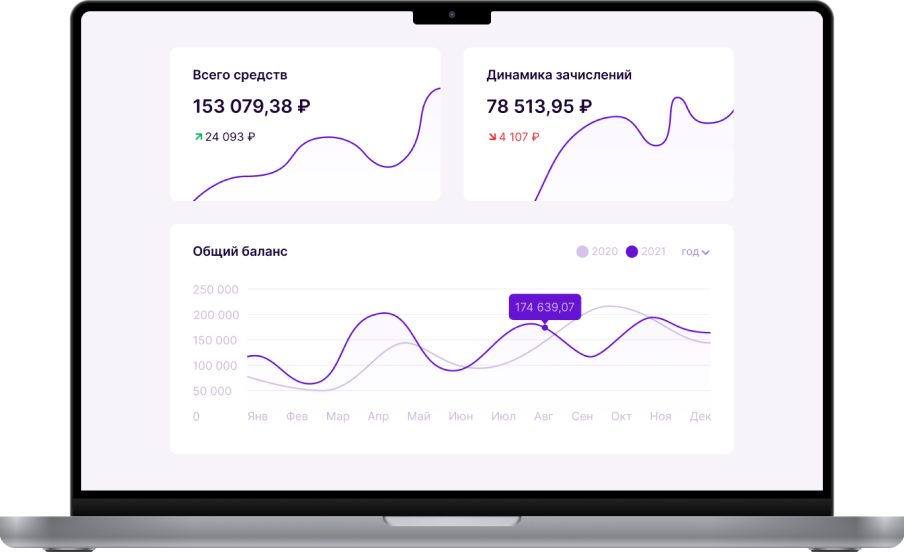 Всего средств
153 079,38 ₽
24 093 ₽
Динамика зачислений
78 513,95 ₽
4 107 ₽
Общий баланс
2020
2021
год
250 000
200 000
150 000
100 000
50 000
0
174 639,07
Янв Фев Мар Апр Май Июн Июл Авг Сен Окт Ноя Дек